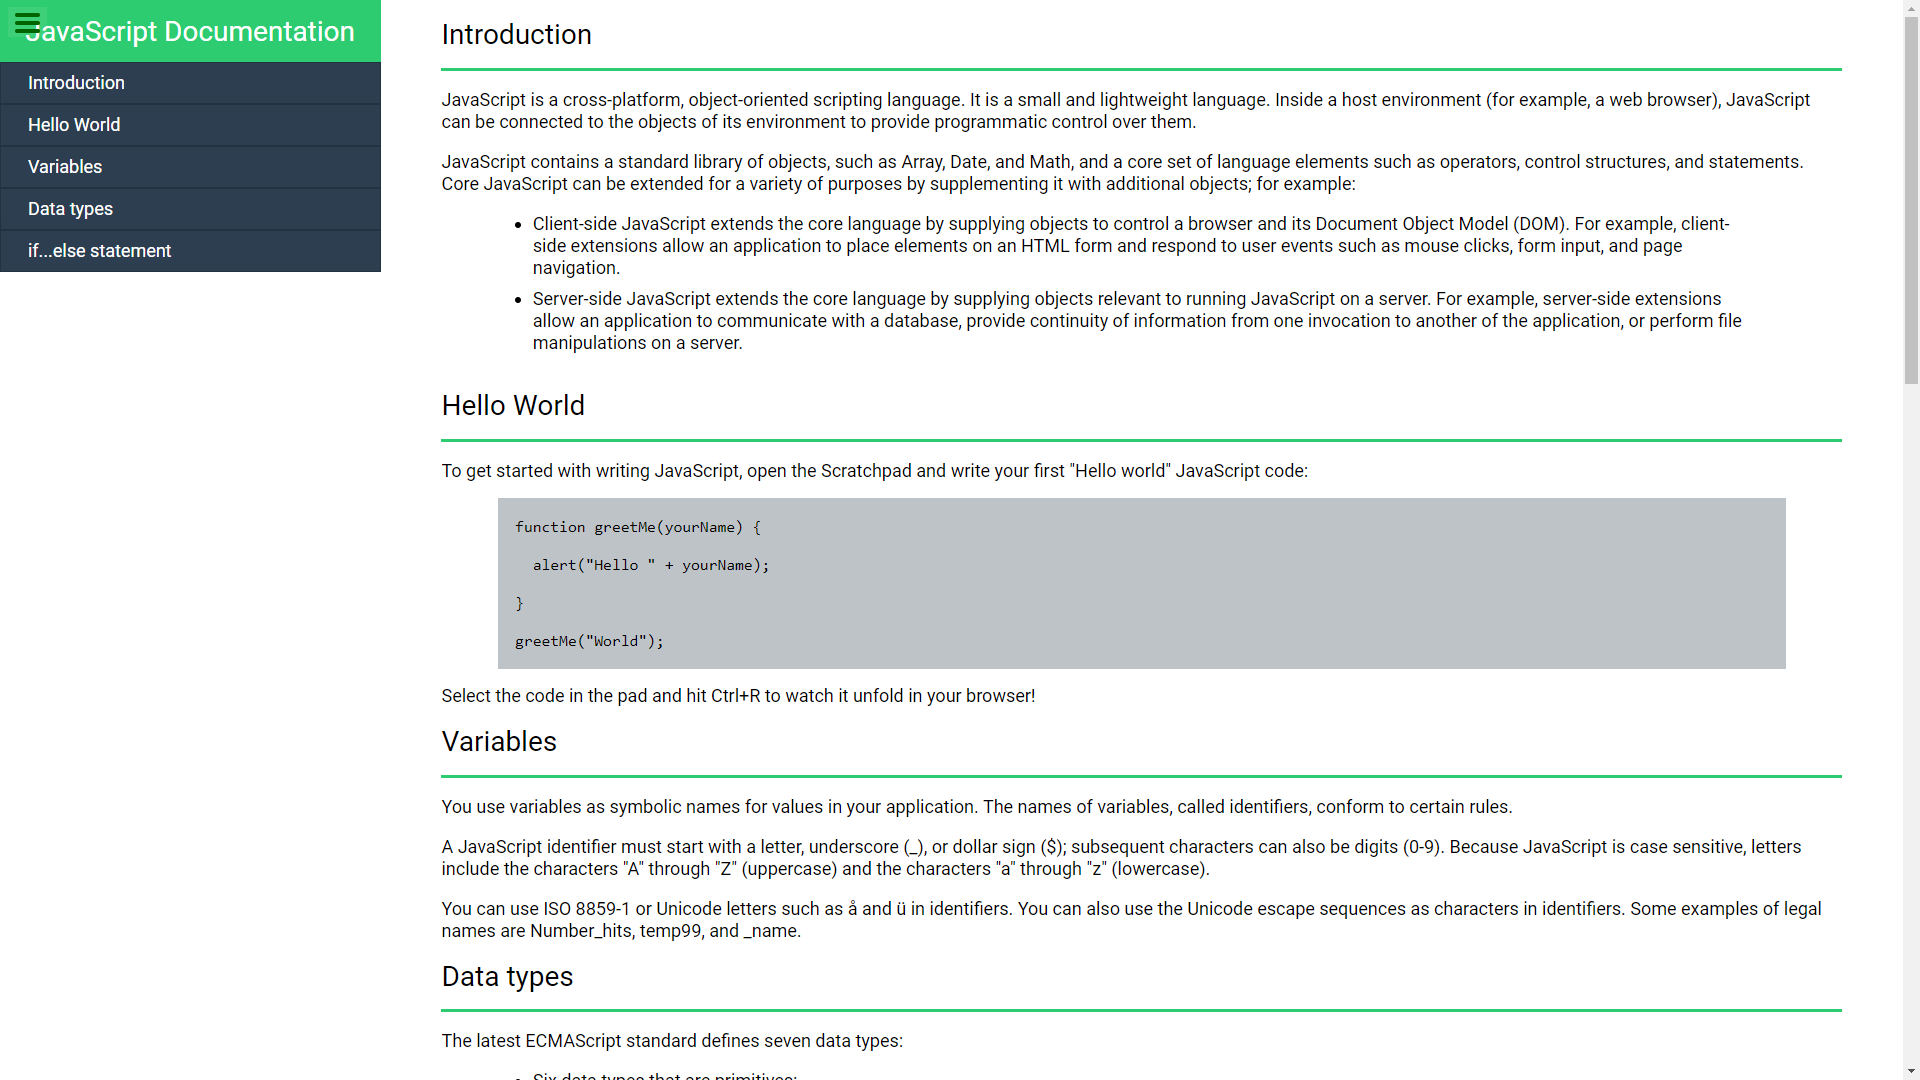 JavaScript Documentation
Introduction
Hello World
Variables
Data types
if...else statement
Introduction
JavaScript is a cross-platform, object-oriented scripting language. It is a small and lightweight language. Inside a host environment (for example, a web browser), JavaScript
can be connected to the objects of its environment to provide programmatic control over them.
JavaScript contains a standard library of objects, such as Array, Date, and Math, and a core set of language elements such as operators, control structures, and statements.
Core JavaScript can be extended for a variety of purposes by supplementing it with additional objects; for example:
• Client-side JavaScript extends the core language by supplying objects to control a browser and its Document Object Model (DOM). For example, client-
side extensions allow an application to place elements on an HTML form and respond to user events such as mouse clicks, form input, and page
navigation.
• Server-side JavaScript extends the core language by supplying objects relevant to running JavaScript on a server. For example, server-side extensions
allow an application to communicate with a database, provide continuity of information from one invocation to another of the application, or perform file
manipulations on a server.
Hello World
To get started with writing JavaScript, open the Scratchpad and write your first "Hello world" JavaScript code:
function greetMe(yourName) {
alert("Hello " + yourName);
}
greetMe("World");
Select the code in the pad and hit Ctrl+R to watch it unfold in your browser!
Variables
You use variables as symbolic names for values in your application. The names of variables, called identifiers, conform to certain rules.
A JavaScript identifier must start with a letter, underscore (_), or dollar sign ($); subsequent characters can also be digits (0-9). Because JavaScript is case sensitive, letters
include the characters "A" through "Z" (uppercase) and the characters "a" through "z" (lowercase).
You can use ISO 8859-1 or Unicode letters such as å and ü in identifiers. You can also use the Unicode escape sequences as characters in identifiers. Some examples of legal
names are Number_hits, temp99, and _name.
Data types
The latest ECMAScript standard defines seven data types:
• Six data types that are primitives: